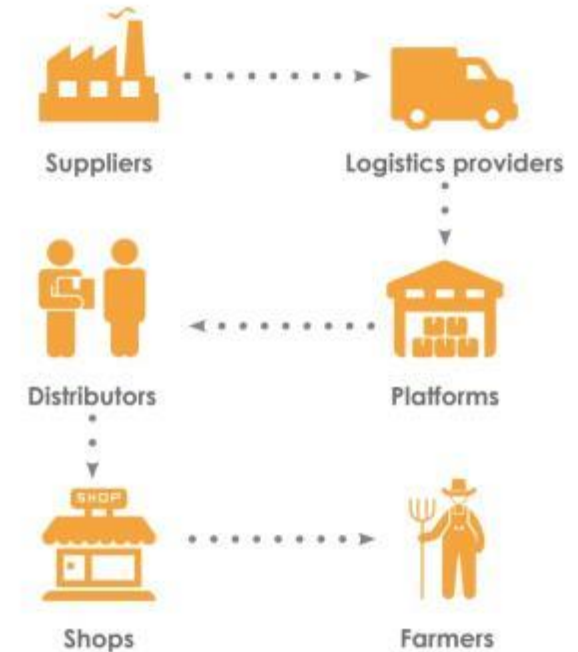 Suppliers
Logistics providers
Distributors
Platforms
SHOP
Shops
Farmers